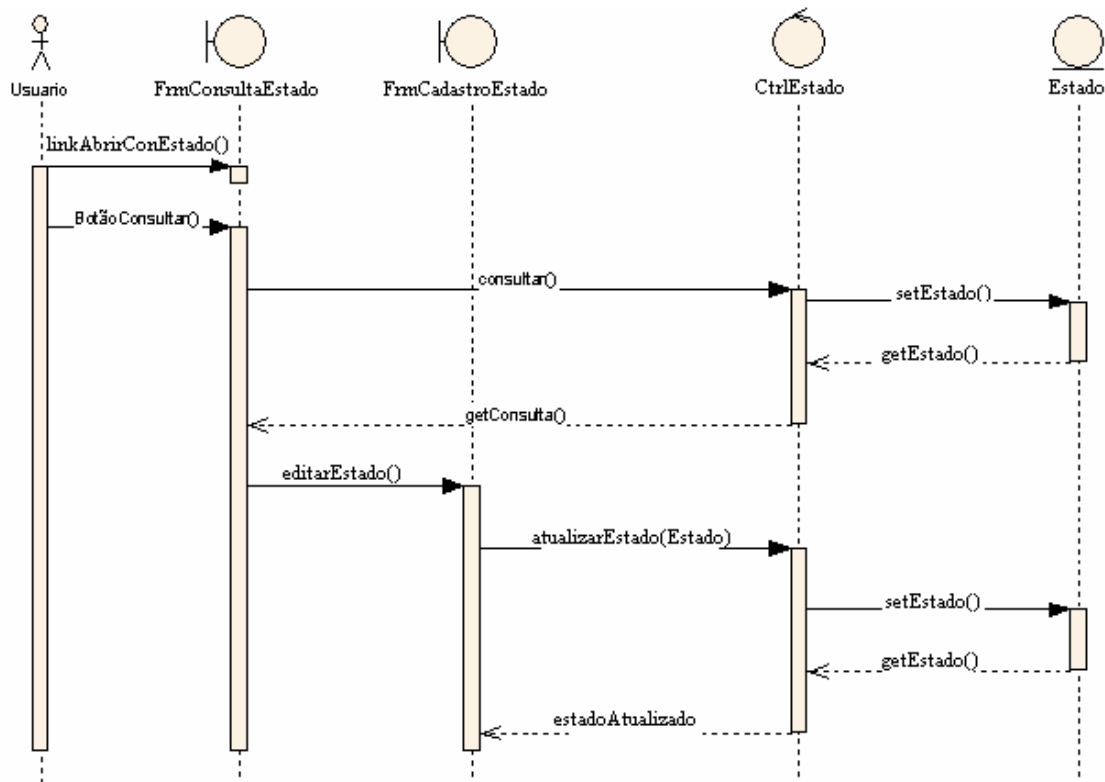 Usuario
FrmConsultaEstado
FrmCadastroEstado
CtrlEstado
Estado
linkAbrirConEstado()
BotãoConsultar()
consultar()
setEstado()
getEstado()
getConsulta()
editarEstado()
atualizarEstado(Estado)
setEstado()
getEstado()
estadoAtualizado